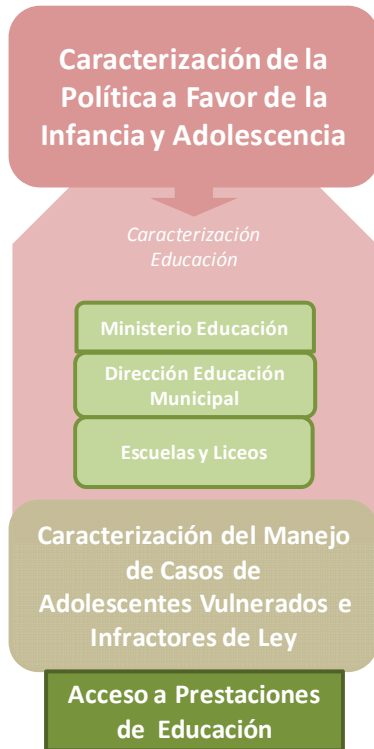 Caracterización de la
Política a Favor de la
Infancia y Adolescencia
Caracterización
Educación
Ministerio Educación
Dirección Educación
Municipal
Escuelas y Liceos
Caracterización del Manejo
de Casos de
Adolescentes Vulnerados e
Infractores de Ley
Acceso a Prestaciones
de Educación